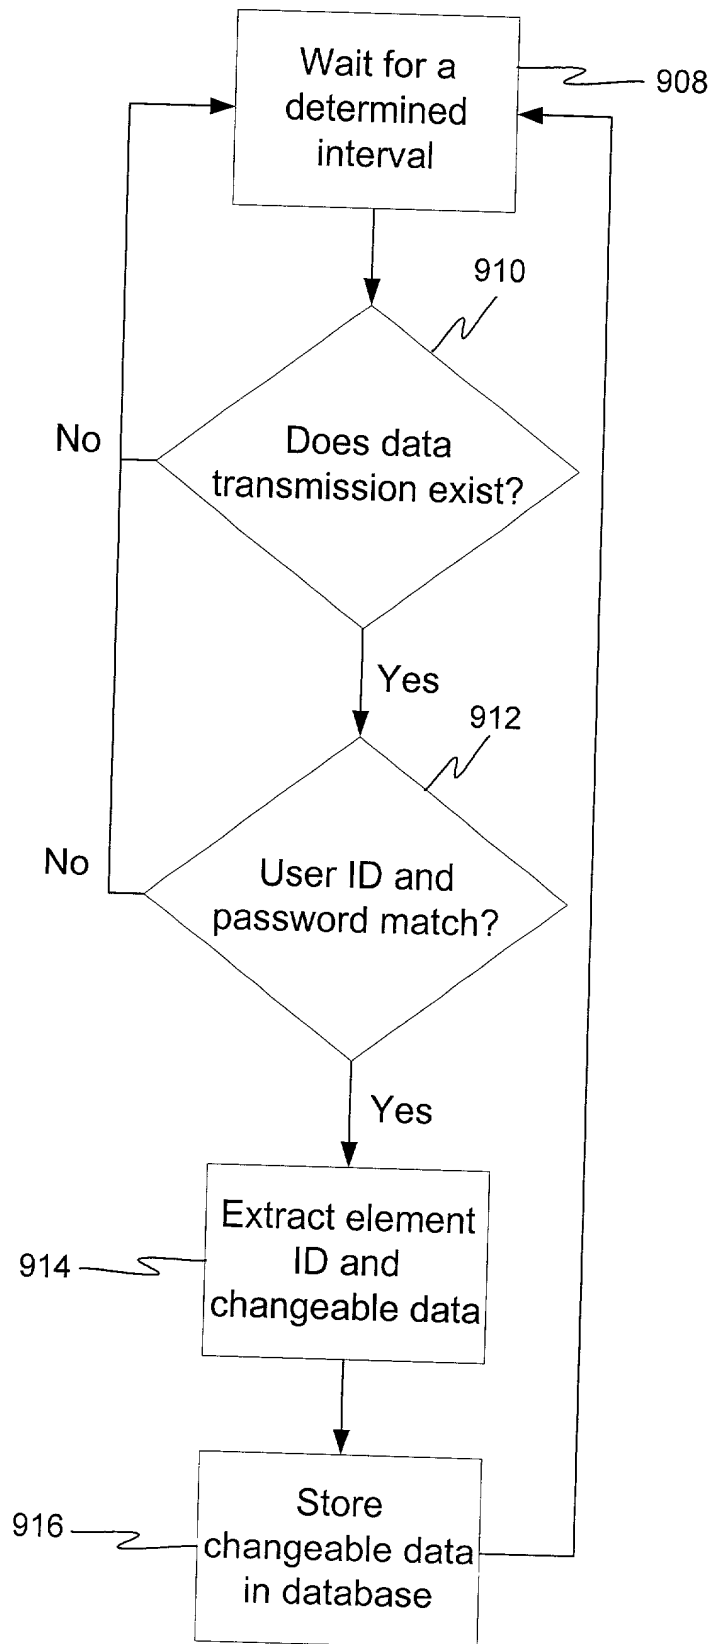 Wait for a
determined
interval
908
910
No
Does data
transmission exist?
Yes
912
No
User ID and
password match?
Yes
914
Extract element
ID and
changeable data
916
Store
changeable data
in database